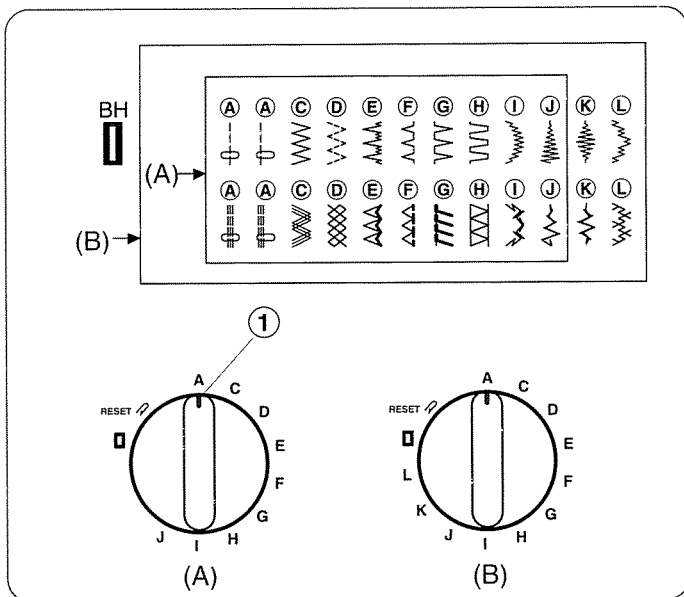 BH
A A C D E F G H I J K L
(A)
A A C D E F G H I J K L
(B)
1
A
C
RESET
D
E
F
G
H
I
J
(A)
A
C
RESET
D
E
L
F
K
G
J
H
I
(B)